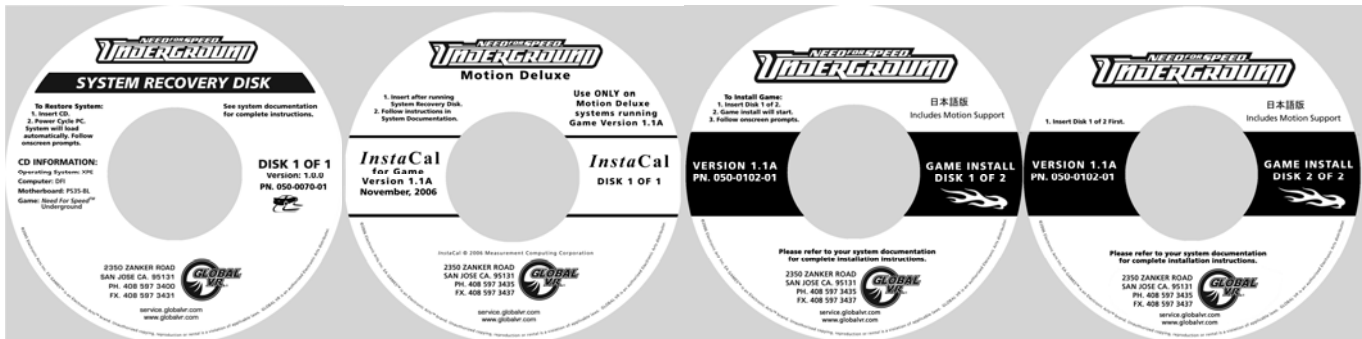 NEED FOR SPEED
UNDERGROUND
SYSTEM RECOVERY DISK
To Restore System:
1. Insert CD.
2. Power Cycle PC.
System will load
automatically. Follow
onscreen prompts.
See system documentation
for complete instructions.
CD INFORMATION:
Operating System: XPE
Computer: DFI
Motherboard: PS35-BL
Game: Need For Speed™
Underground
DISK 1 OF 1
Version: 1.0.0
PN. 050-0070-01
2350 ZANKER ROAD
SAN JOSE CA. 95131
PH. 408 597 3400
FX. 408 597 3431
GLOBAL
VR
service.globalvr.com
www.globalvr.com
NEED FOR SPEED
UNDERGROUND
Motion Deluxe
1. Insert after running
System Recovery Disk.
2. Follow instructions in
System Documentation.
Use ONLY on
Motion Deluxe
systems running
Game Version 1.1A
InstaCal
for Game
Version 1.1A
November, 2006
InstaCal
DISK 1 OF 1
InstaCal © 2006 Measurement Computing Corporation
2350 ZANKER ROAD
SAN JOSE CA. 95131
PH. 408 597 3435
FX. 408 597 3437
GLOBAL
VR
service.globalvr.com
www.globalvr.com
NEED FOR SPEED
UNDERGROUND
To Install Game:
1. Insert Disk 1 of 2.
2. Game install will start.
3. Follow onscreen prompts.
日本語版
Includes Motion Support
VERSION 1.1A
PN. 050-0102-01
GAME INSTALL
DISK 1 OF 2
Please refer to your system documentation
for complete installation instructions.
2350 ZANKER ROAD
SAN JOSE CA. 95131
PH. 408 597 3435
FX. 408 597 3437
GLOBAL
VR
service.globalvr.com
www.globalvr.com
NEED FOR SPEED
UNDERGROUND
1. Insert Disk 1 of 2 First.
日本語版
Includes Motion Support
VERSION 1.1A
PN. 050-0102-01
GAME INSTALL
DISK 2 OF 2
Please refer to your system documentation
for complete installation instructions.
2350 ZANKER ROAD
SAN JOSE CA. 95131
PH. 408 597 3435
FX. 408 597 3437
GLOBAL
VR
service.globalvr.com
www.globalvr.com